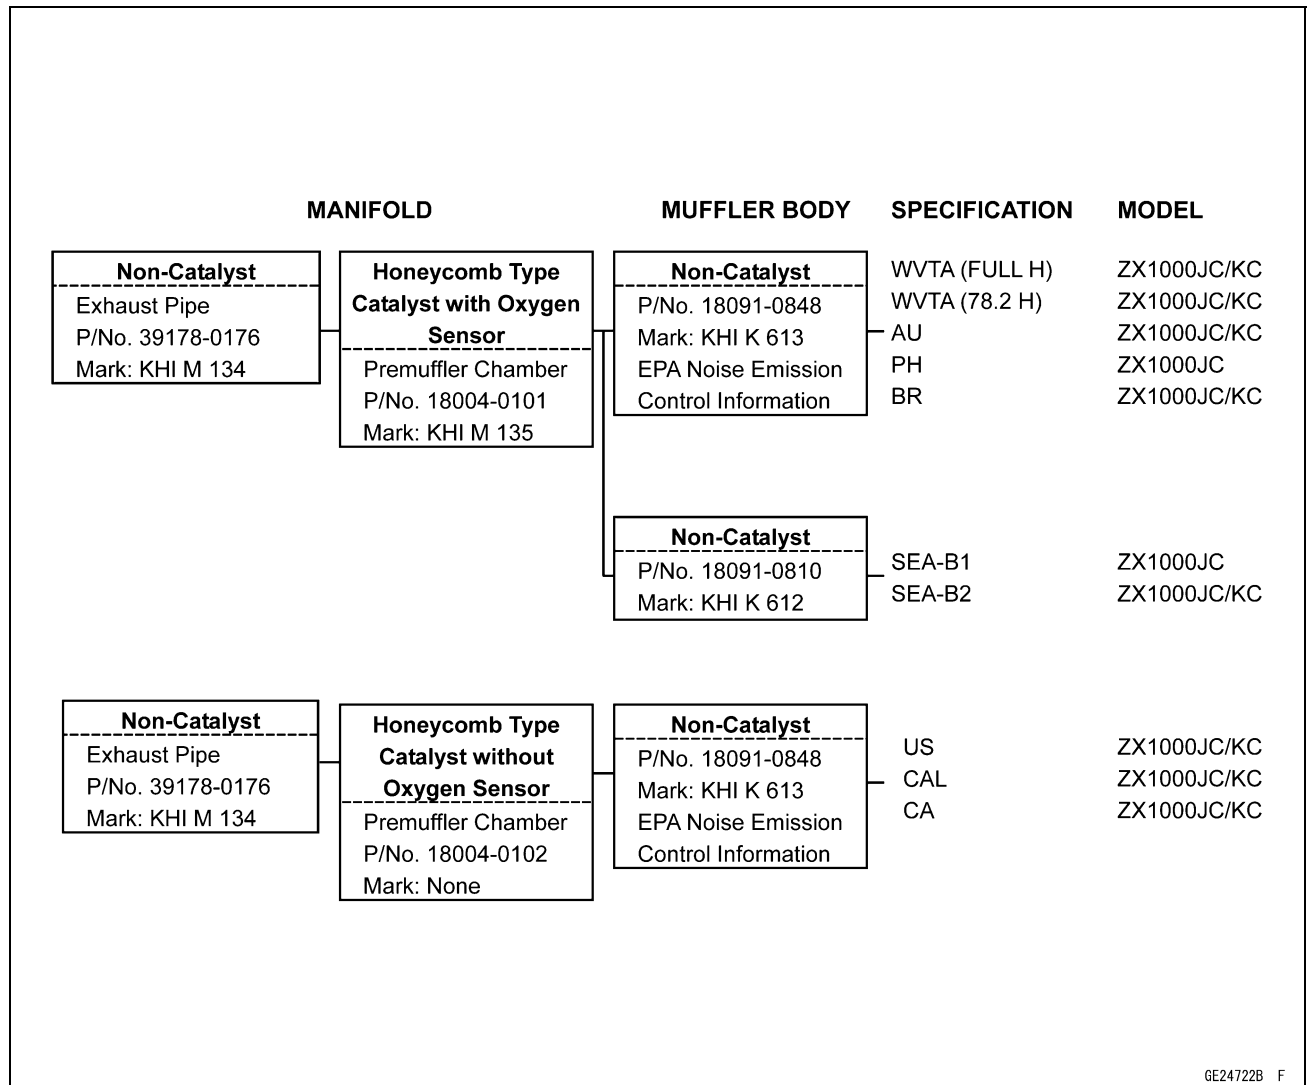 MANIFOLD MUFFLER BODY SPECIFICATION MODEL
Non-Catalyst
Exhaust Pipe
P/No. 39178-0176
Mark: KHI M 134
Honeycomb Type
Catalyst with Oxygen
Sensor
Premuffler Chamber
P/No. 18004-0101
Mark: KHI M 135
Non-Catalyst
P/No. 18091-0848
Mark: KHI K 613
EPA Noise Emission
Control Information
WVTA (FULL H) ZX1000JC/KC
WVTA (78.2 H) ZX1000JC/KC
AU ZX1000JC/KC
PH ZX1000JC
BR ZX1000JC/KC
Non-Catalyst
P/No. 18091-0810
Mark: KHI K 612
SEA-B1 ZX1000JC
SEA-B2 ZX1000JC/KC
Non-Catalyst
Exhaust Pipe
P/No. 39178-0176
Mark: KHI M 134
Honeycomb Type
Catalyst without
Oxygen Sensor
Premuffler Chamber
P/No. 18004-0102
Mark: None
Non-Catalyst
P/No. 18091-0848
Mark: KHI K 613
EPA Noise Emission
Control Information
US ZX1000JC/KC
CAL ZX1000JC/KC
CA ZX1000JC/KC
GE24722B F